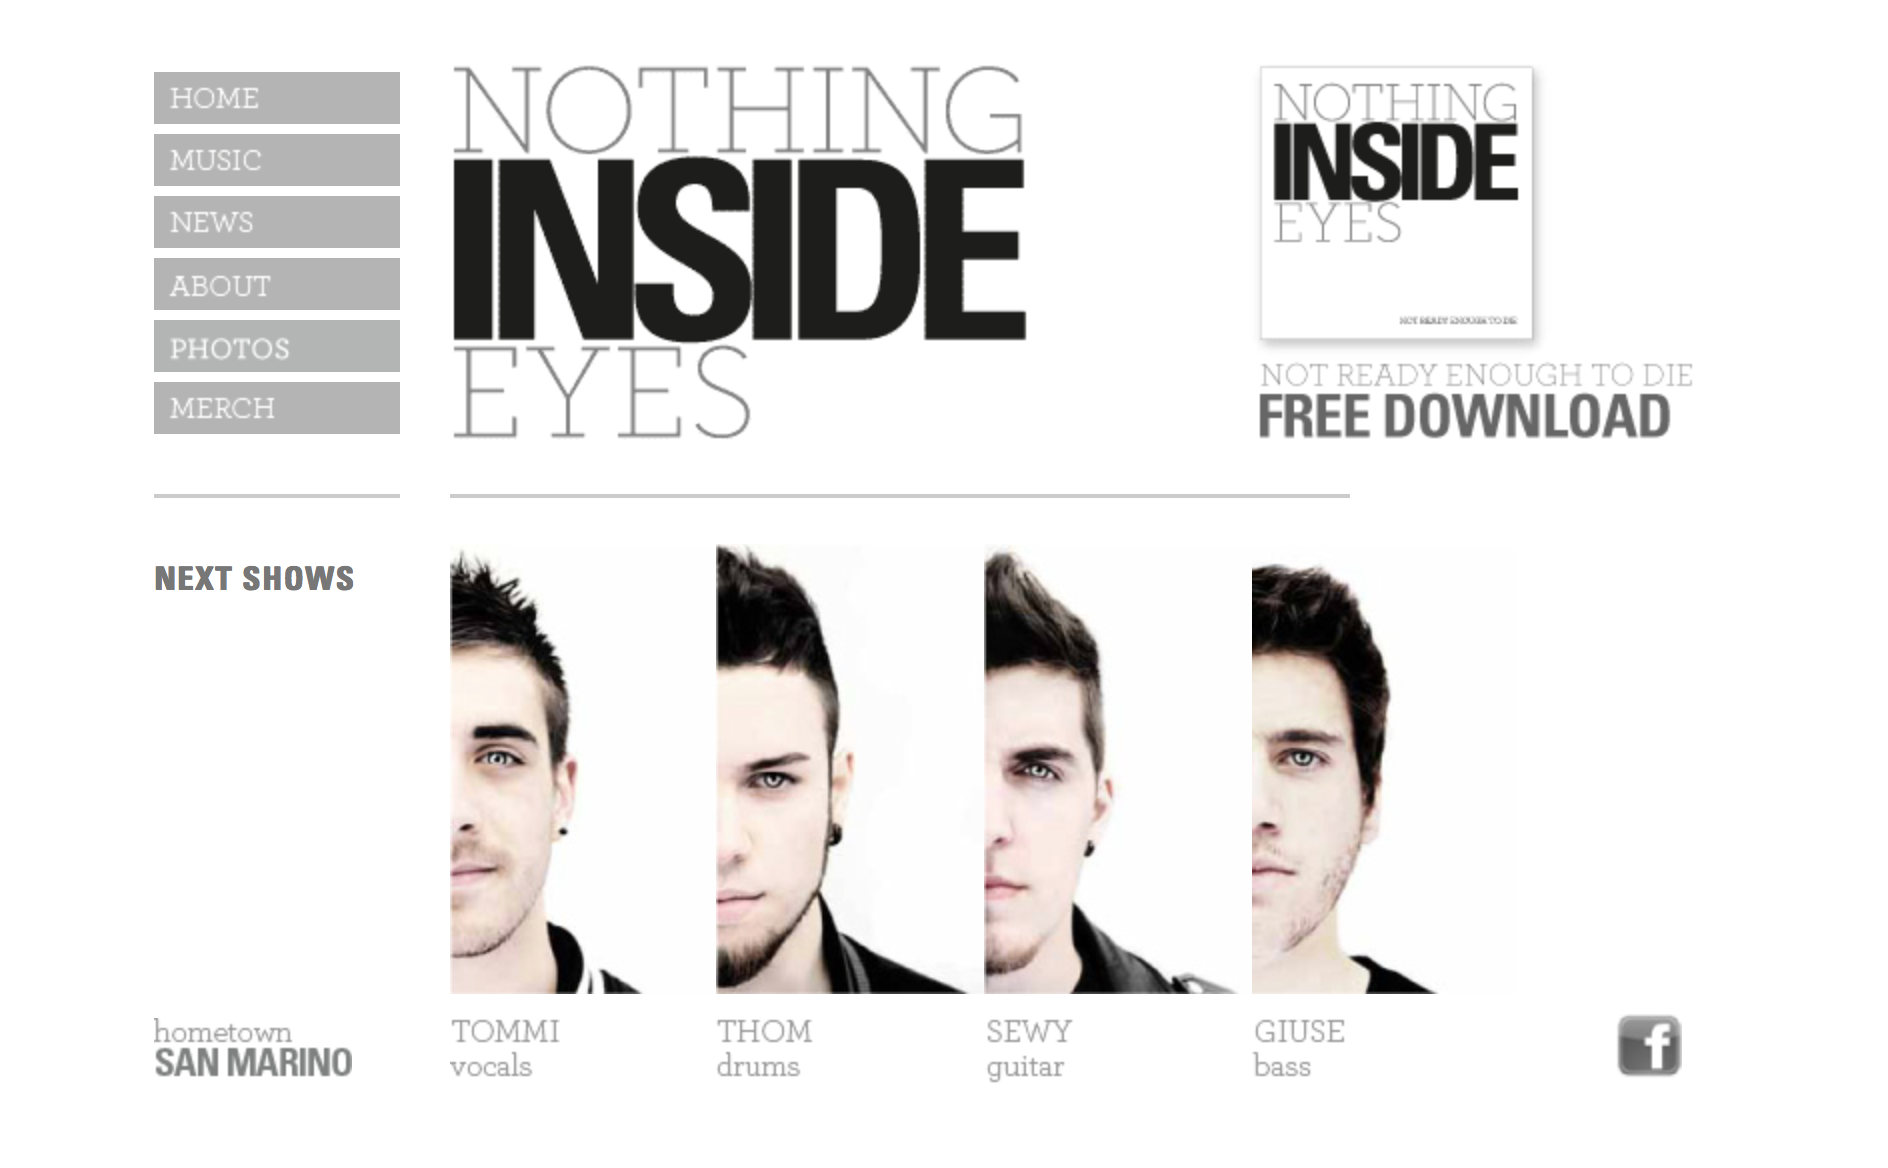 HOME
MUSIC
NEWS
ABOUT
PHOTOS
MERCH
NOTHING
INSIDE
EYES
NOTHING
INSIDE
EYES
NOT READY ENOUGH TO DIE
NOT READY ENOUGH TO DIE
FREE DOWNLOAD
NEXT SHOWS
hometown
SAN MARINO
TOMMI
vocals
THOM
drums
SEWY
guitar
GIUSE
bass
f